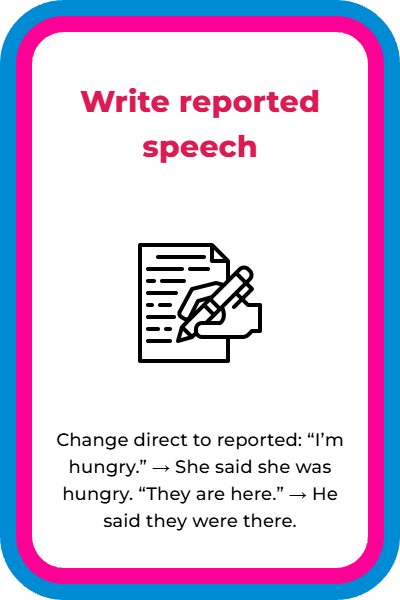 Write reported
speech
Change direct to reported: “I’m
hungry.” → She said she was
hungry. “They are here.” → He
said they were there.